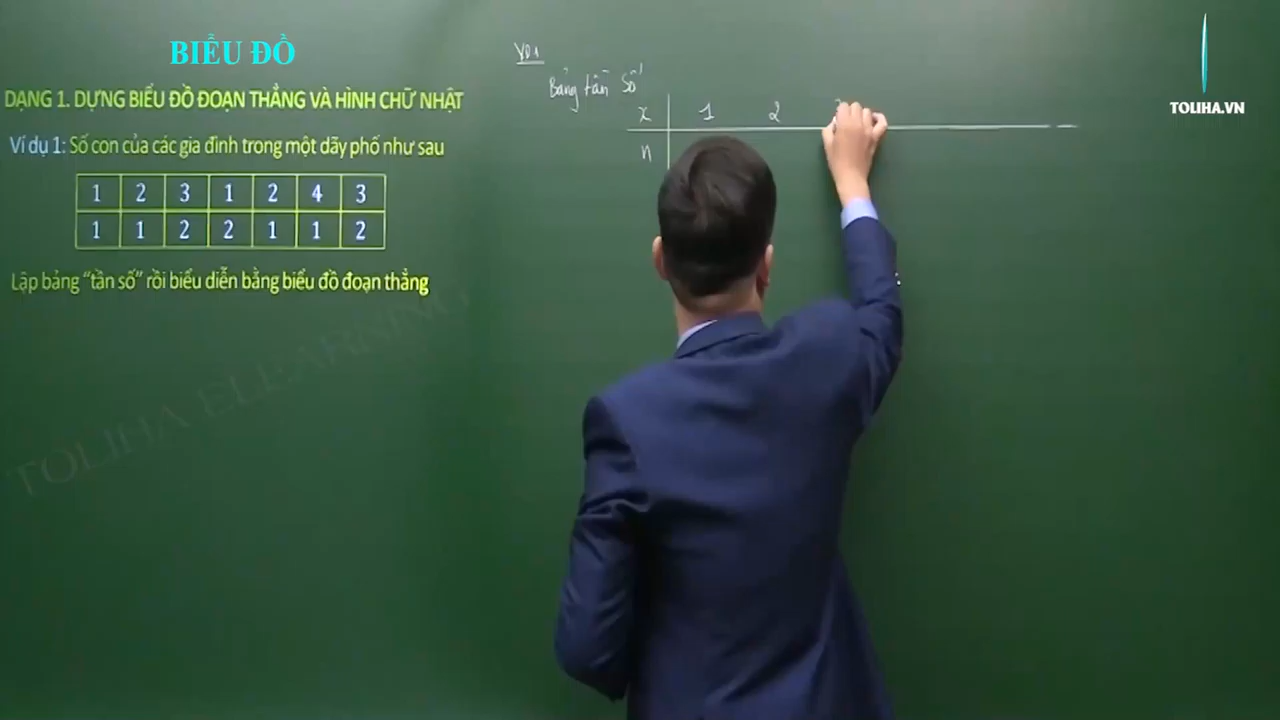 BIỂU ĐỒ
DẠNG 1. DỰNG BIỂU ĐỒ ĐOẠN THẲNG VÀ HÌNH CHỮ NHẬT
Ví dụ 1: Số con của các gia đình trong một dãy phố như sau
1 2 3 1 2 4 3
1 1 2 2 1 1 2
Lập bảng “tần số” rồi biểu diễn bằng biểu đồ đoạn thẳng
TOLIHA ELEARNING
VD1
Bảng tần số
x 1 2
n
TOLIHA.VN